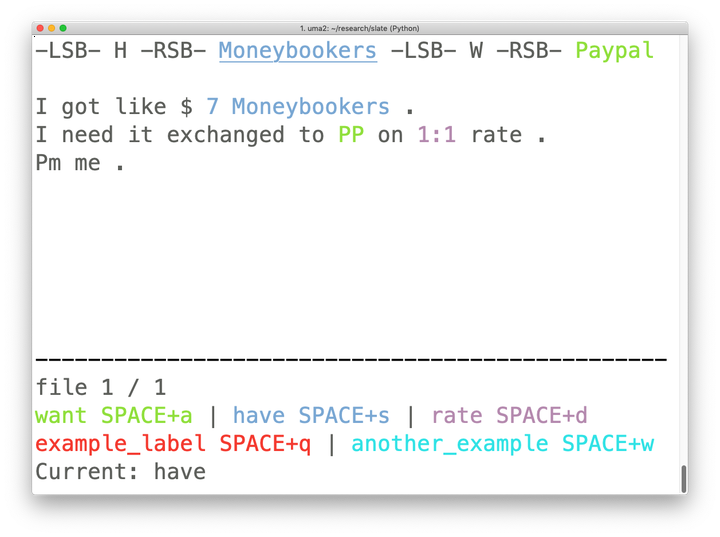 1. uma2: ~/research/slate (Python)
-LSB- H -RSB- Moneybookers -LSB- W -RSB- Paypal
I got like $ 7 Moneybookers .
I need it exchanged to PP on 1:1 rate .
Pm me .
------------------------------------------------
file 1 / 1
want SPACE+a | have SPACE+s | rate SPACE+d
example_label SPACE+q | another_example SPACE+w
Current: have